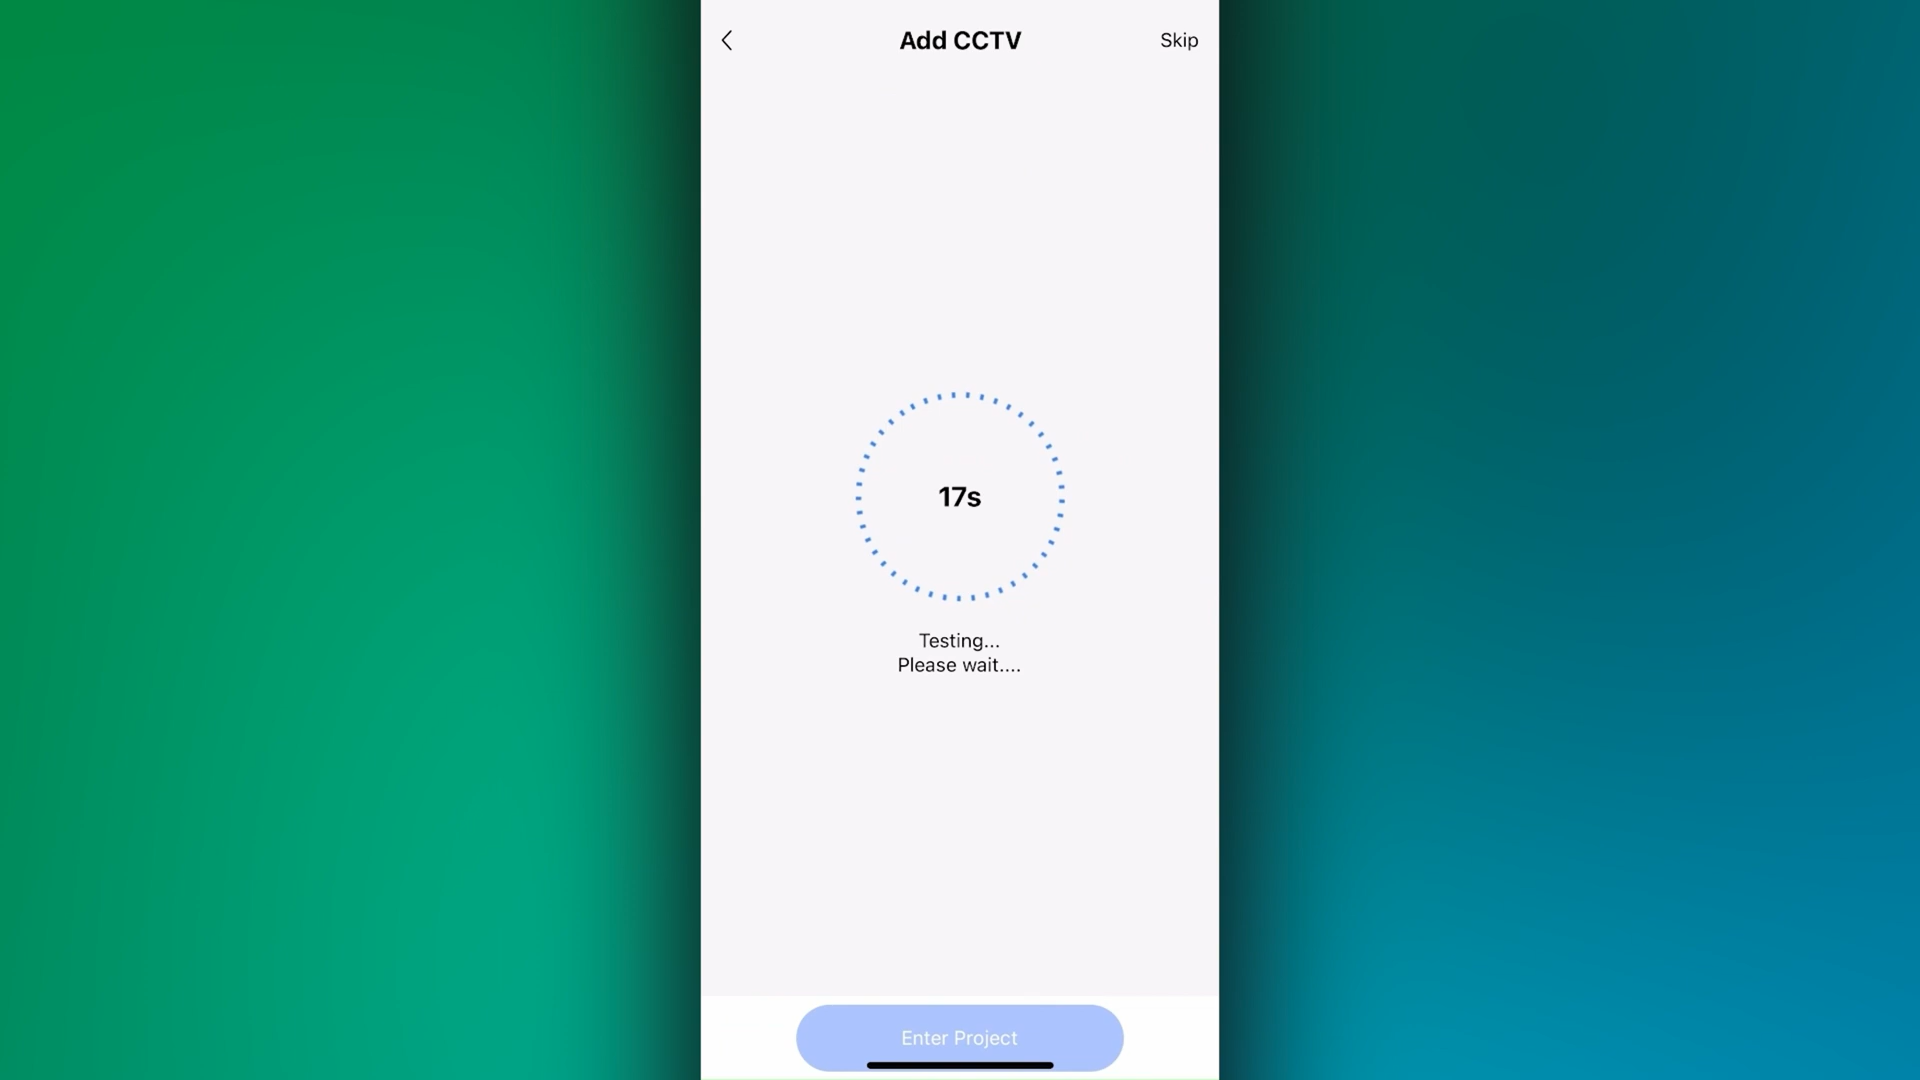 Add CCTV
Skip
17s
Testing...
Please wait....
Enter Project